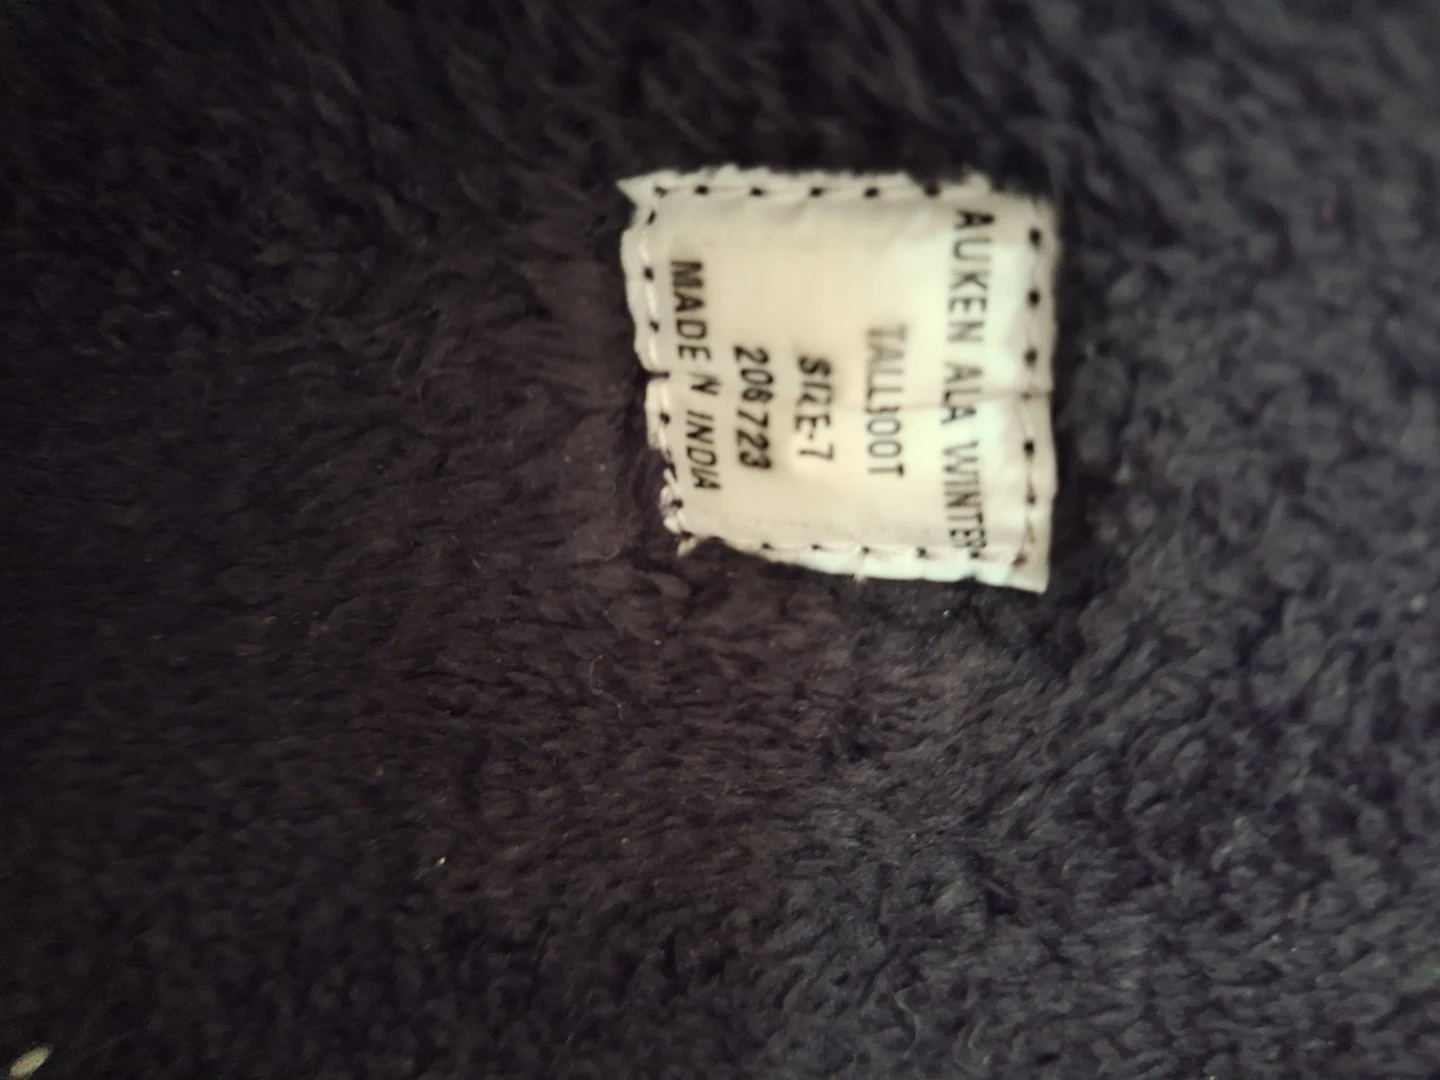 AUKEN ALA WINTER
TALLBOOT
SIZE-7
206723
MADE N INDIA